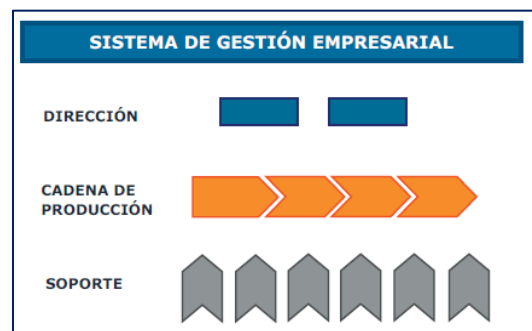 SISTEMA DE GESTIÓN EMPRESARIAL
DIRECCIÓN
CADENA DE
PRODUCCIÓN
SOPORTE